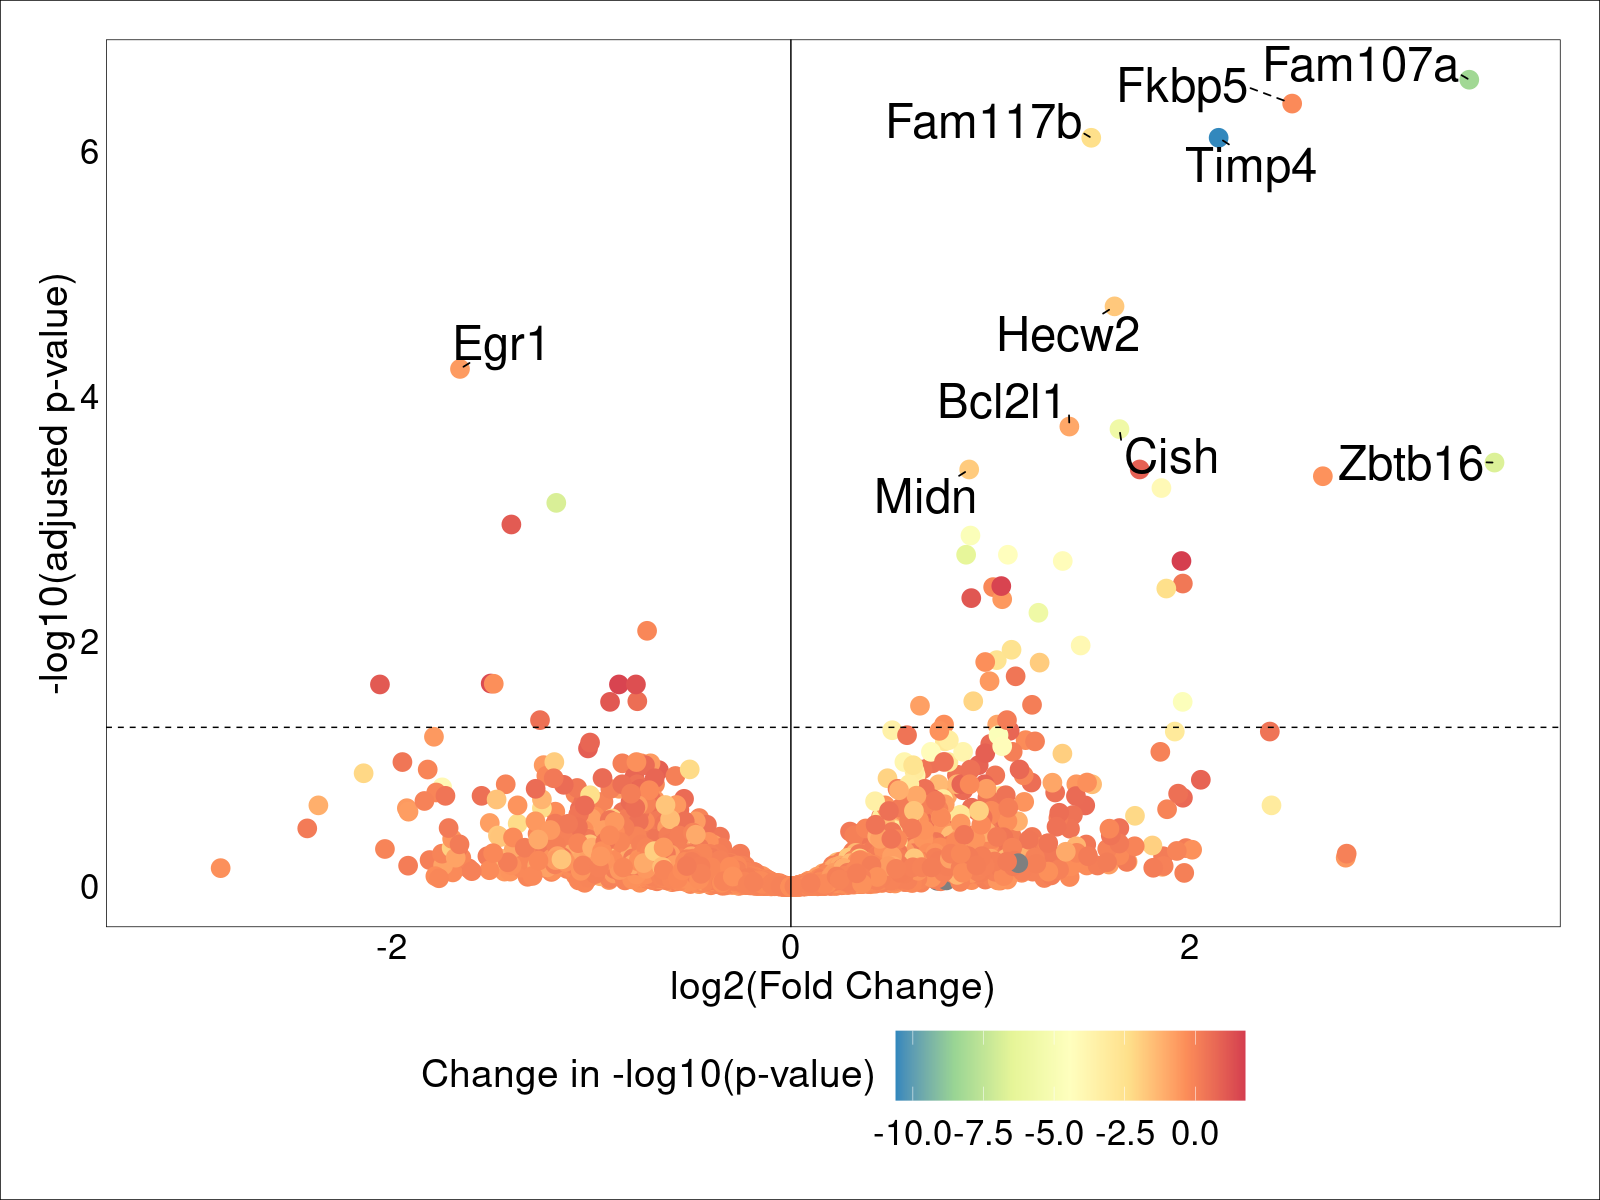 Fam107a
Fkbp5
Fam117b
Timp4
Hecw2
Egr1
Bcl2l1
Cish
Zbtb16
Midn
-log10(adjusted p-value)
6
4
2
0
-2 0 2
log2(Fold Change)
Change in -log10(p-value)
-10.0 -7.5 -5.0 -2.5 0.0